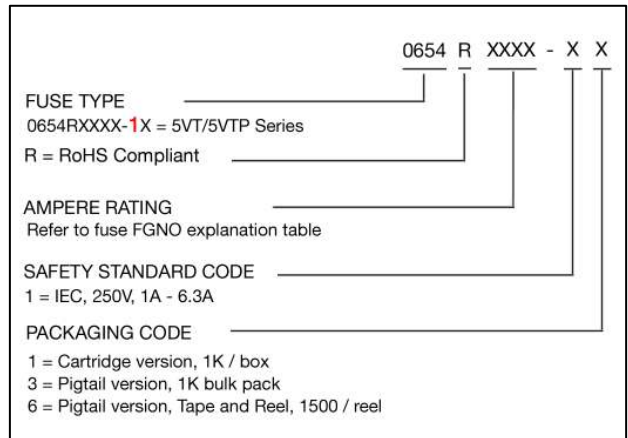 0654 R XXXX - X X
FUSE TYPE
0654RXXXX-1X = 5VT/5VTP Series
R = RoHS Compliant
AMPERE RATING
Refer to fuse FGNO explanation table
SAFETY STANDARD CODE
1 = IEC, 250V, 1A - 6.3A
PACKAGING CODE
1 = Cartridge version, 1K / box
3 = Pigtail version, 1K bulk pack
6 = Pigtail version, Tape and Reel, 1500 / reel